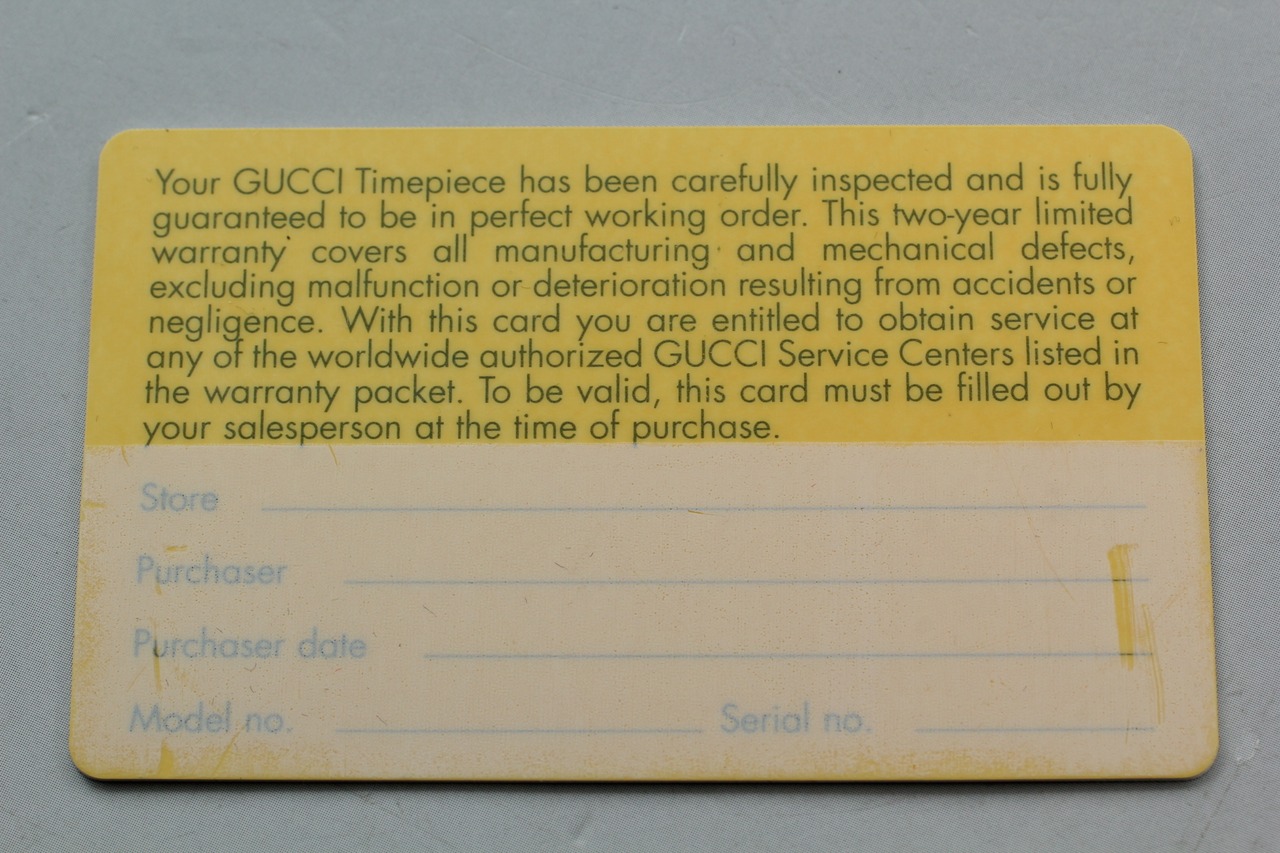 Your GUCCI Timepiece has been carefully inspected and is fully
guaranteed to be in perfect working order. This two-year limited
warranty covers all manufacturing and mechanical defects,
excluding malfunction or deterioration resulting from accidents or
negligence. With this card you are entitled to obtain service at
any of the worldwide authorized GUCCI Service Centers listed in
the warranty packet. To be valid, this card must be filled out by
your salesperson at the time of purchase.
Store
Purchaser
Purchaser date
Model no. Serial no.